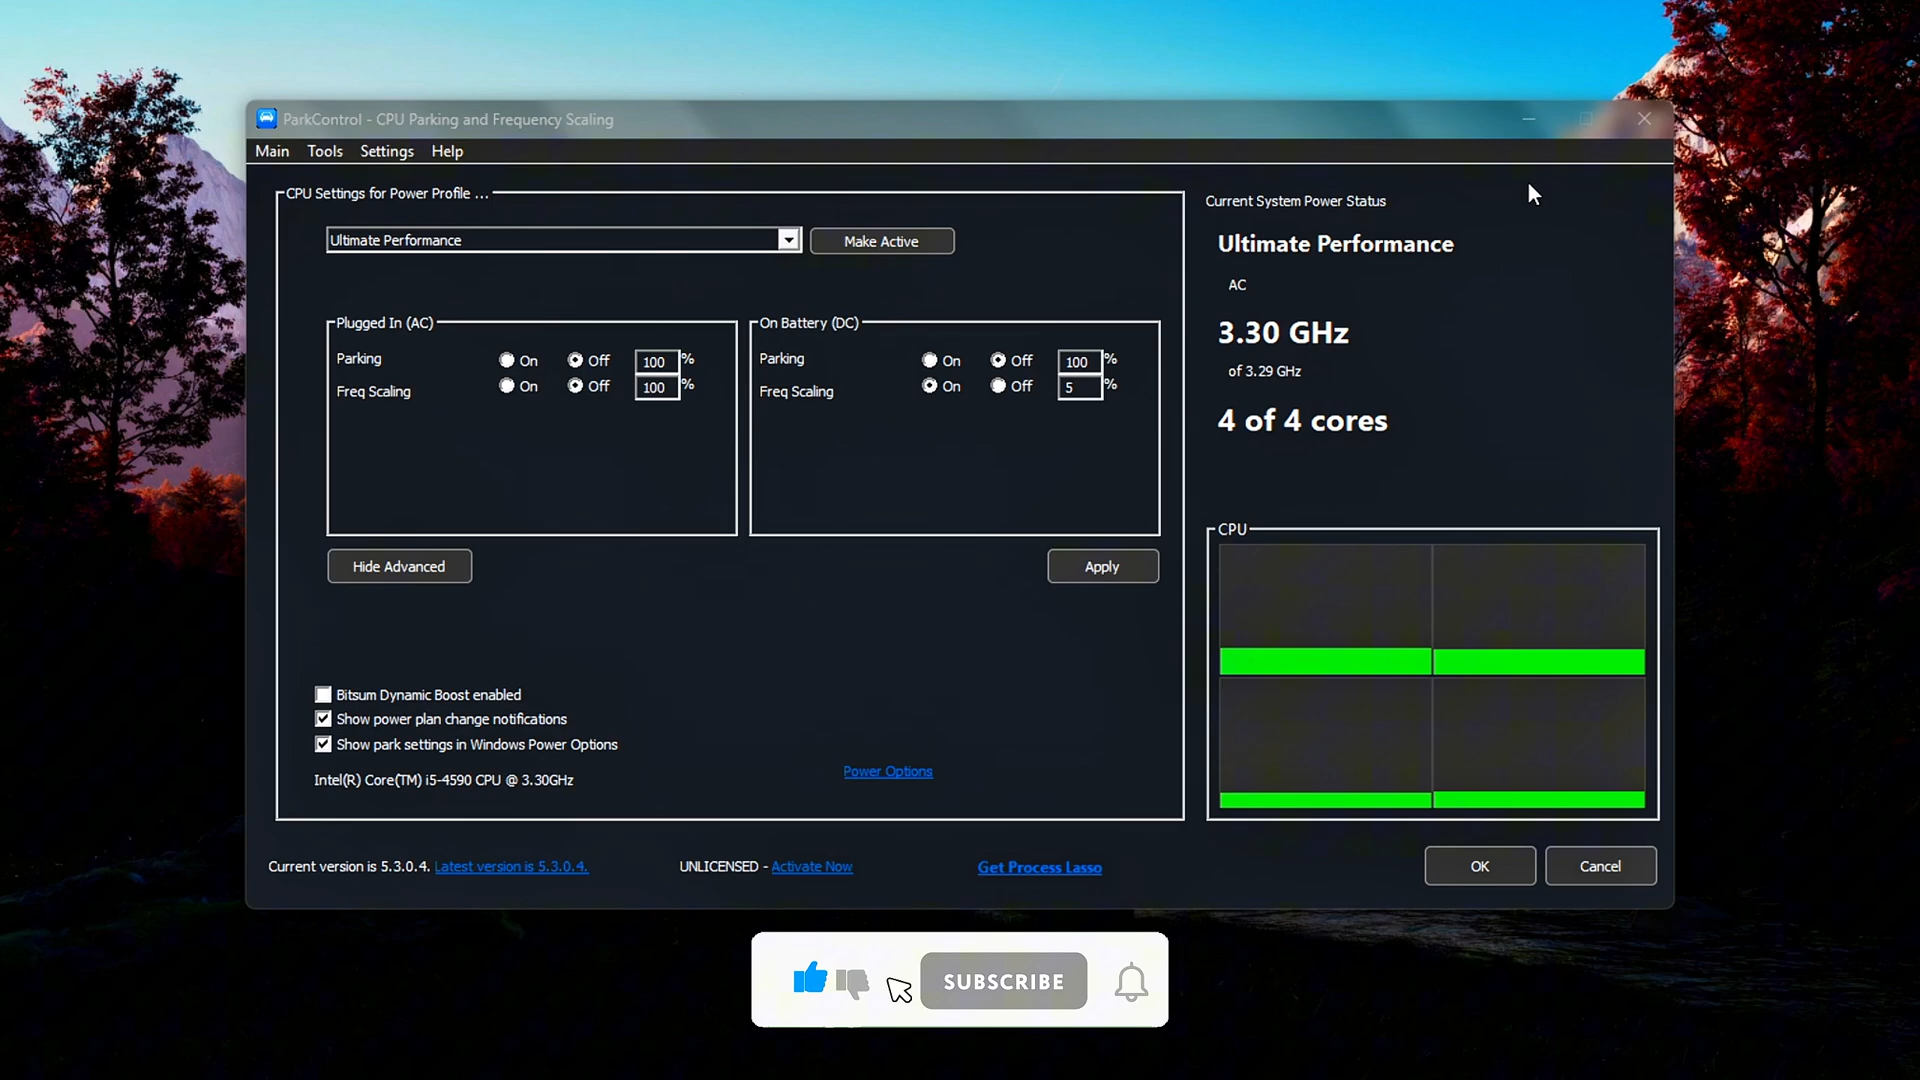 ParkControl - CPU Parking and Frequency Scaling
Main Tools Settings Help
CPU Settings for Power Profile ...
Ultimate Performance
Make Active
Plugged In (AC)
Parking On Off 100 %
Freq Scaling On Off 100 %
On Battery (DC)
Parking On Off 100 %
Freq Scaling On Off 5 %
Hide Advanced
Apply
Bitsum Dynamic Boost enabled
Show power plan change notifications
Show park settings in Windows Power Options
Intel(R) Core(TM) i5-4590 CPU @ 3.30GHz
Power Options
Current System Power Status
Ultimate Performance
AC
3.30 GHz
of 3.29 GHz
4 of 4 cores
CPU
Current version is 5.3.0.4. Latest version is 5.3.0.4.
UNLICENSED - Activate Now
Get Process Lasso
OK
Cancel
SUBSCRIBE